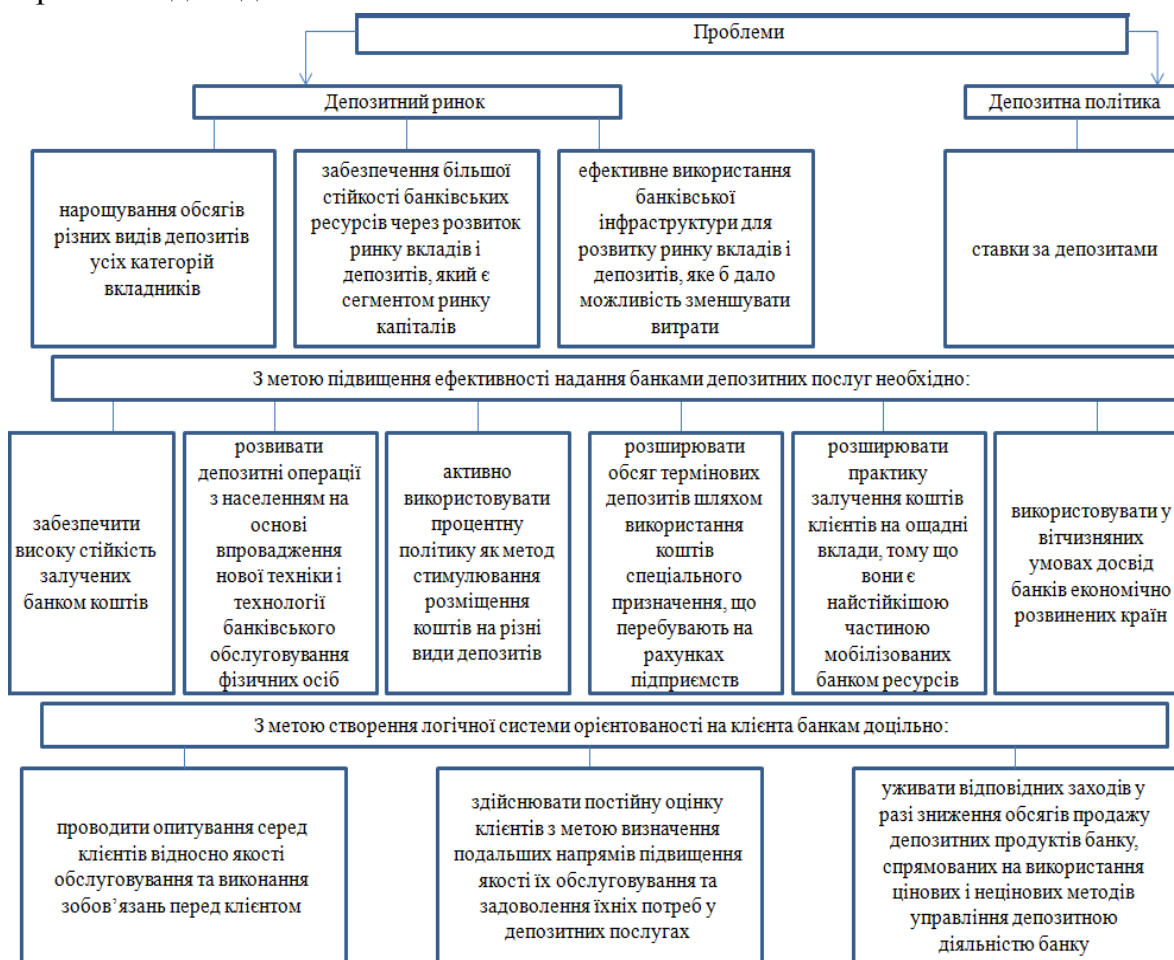 Проблеми
Депозитний ринок
Депозитна політика
нарощування обсягів
різних видів депозитів
усіх категорій
вкладників
забезпечення більшої
стійкості банківських
ресурсів через розвиток
ринку вкладів і
депозитів, який є
сегментом ринку
капіталів
ефективне використання
банківської
інфраструктури для
розвитку ринку вкладів і
депозитів, яке б дало
можливість зменшувати
витрати
ставки за депозитами
З метою підвищення ефективності надання банками депозитних послуг необхідно:
забезпечити
високу стійкість
залучених
банком коштів
розвивати
депозитні операції
з населенням на
основі
впровадження
нової техніки і
технології
банківського
обслуговування
фізичних осіб
активно
використовувати
процентну
політику як метод
стимулювання
розміщення
коштів на різні
види депозитів
розширювати
обсяг термінових
депозитів шляхом
використання
коштів
спеціального
призначення, що
перебувають на
рахунках
підприємств
розширювати
практику
залучення коштів
клієнтів на ощадні
вклади, тому що
вони є
найстійкішою
частиною
мобілізованих
банком ресурсів
використовувати у
вітчизняних
умовах досвід
банків економічно
розвинених країн
З метою створення логічної системи орієнтованості на клієнта банкам доцільно:
проводити опитування серед
клієнтів відносно якості
обслуговування та виконання
зобов’язань перед клієнтом
здійснювати постійну оцінку
клієнтів з метою визначення
подальших напрямів підвищення
якості їх обслуговування та
задоволення їхніх потреб у
депозитних послугах
уживати відповідних заходів у
разі зниження обсягів продажу
депозитних продуктів банку,
спрямованих на використання
цінових і нецінових методів
управління депозитною
діяльністю банку